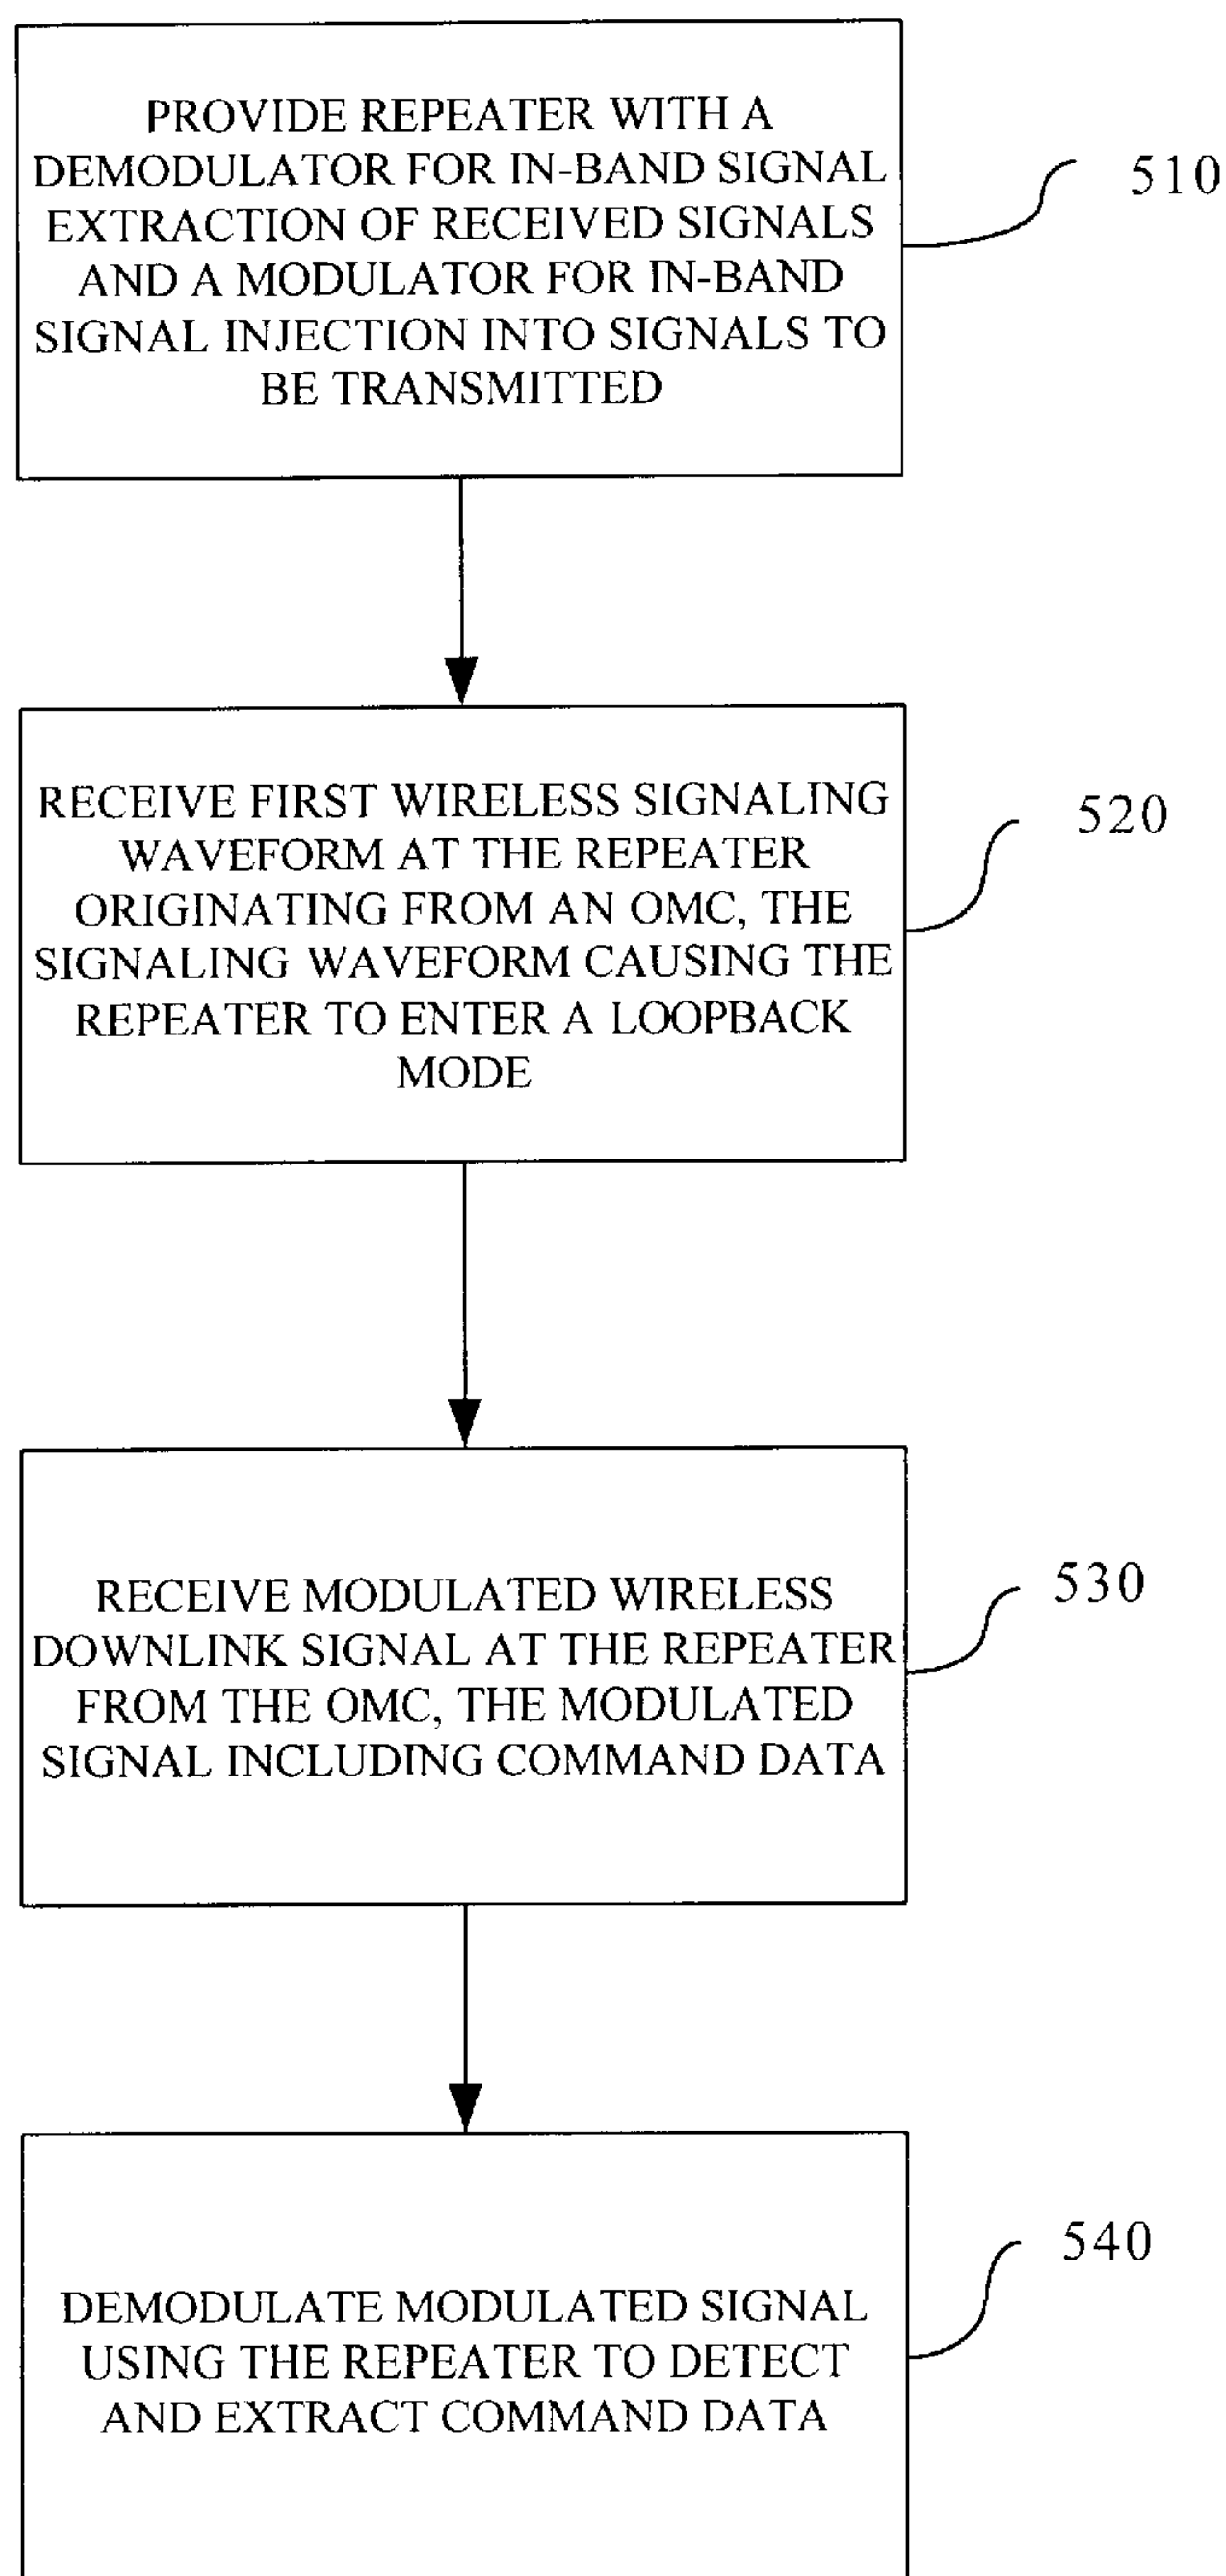 PROVIDE REPEATER WITH A
DEMODULATOR FOR IN-BAND SIGNAL
EXTRACTION OF RECEIVED SIGNALS
AND A MODULATOR FOR IN-BAND
SIGNAL INJECTION INTO SIGNALS TO
BE TRANSMITTED
510
RECEIVE FIRST WIRELESS SIGNALING
WAVEFORM AT THE REPEATER
ORIGINATING FROM AN OMC, THE
SIGNALING WAVEFORM CAUSING THE
REPEATER TO ENTER A LOOPBACK
MODE
520
RECEIVE MODULATED WIRELESS
DOWNLINK SIGNAL AT THE REPEATER
FROM THE OMC, THE MODULATED
SIGNAL INCLUDING COMMAND DATA
530
DEMODULATE MODULATED SIGNAL
USING THE REPEATER TO DETECT
AND EXTRACT COMMAND DATA
540